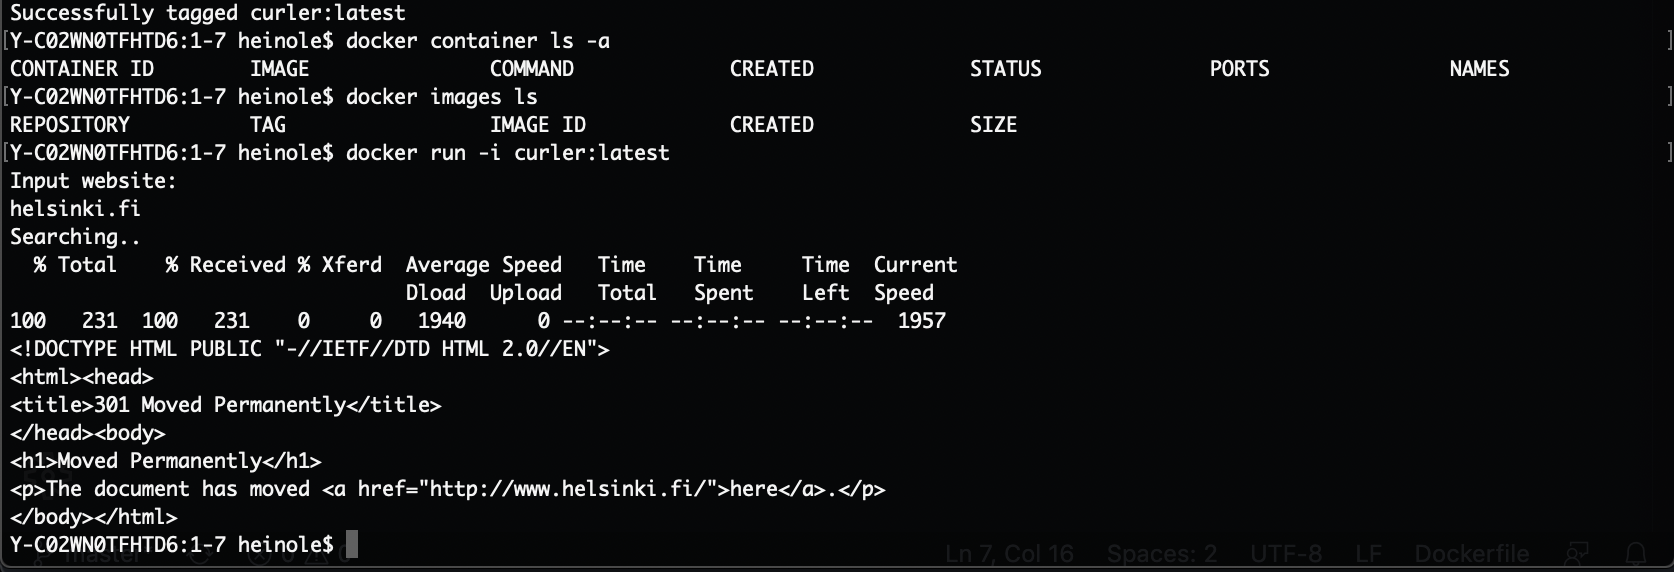 Successfully tagged curler:latest
[Y-C02WN0TFHTD6:1-7 heinole$ docker container ls -a ]
CONTAINER ID IMAGE COMMAND CREATED STATUS PORTS NAMES
[Y-C02WN0TFHTD6:1-7 heinole$ docker images ls ]
REPOSITORY TAG IMAGE ID CREATED SIZE
[Y-C02WN0TFHTD6:1-7 heinole$ docker run -i curler:latest ]
Input website:
helsinki.fi
Searching..
% Total % Received % Xferd Average Speed Time Time Time Current
Dload Upload Total Spent Left Speed
100 231 100 231 0 0 1940 0 --:--:-- --:--:-- --:--:-- 1957
<!DOCTYPE HTML PUBLIC "-//IETF//DTD HTML 2.0//EN">
<html><head>
<title>301 Moved Permanently</title>
</head><body>
<h1>Moved Permanently</h1>
<p>The document has moved <a href="http://www.helsinki.fi/">here</a>.</p>
</body></html>
Y-C02WN0TFHTD6:1-7 heinole$
master 0 0 Ln 7, Col 16 Spaces: 2 UTF-8 LF Dockerfile